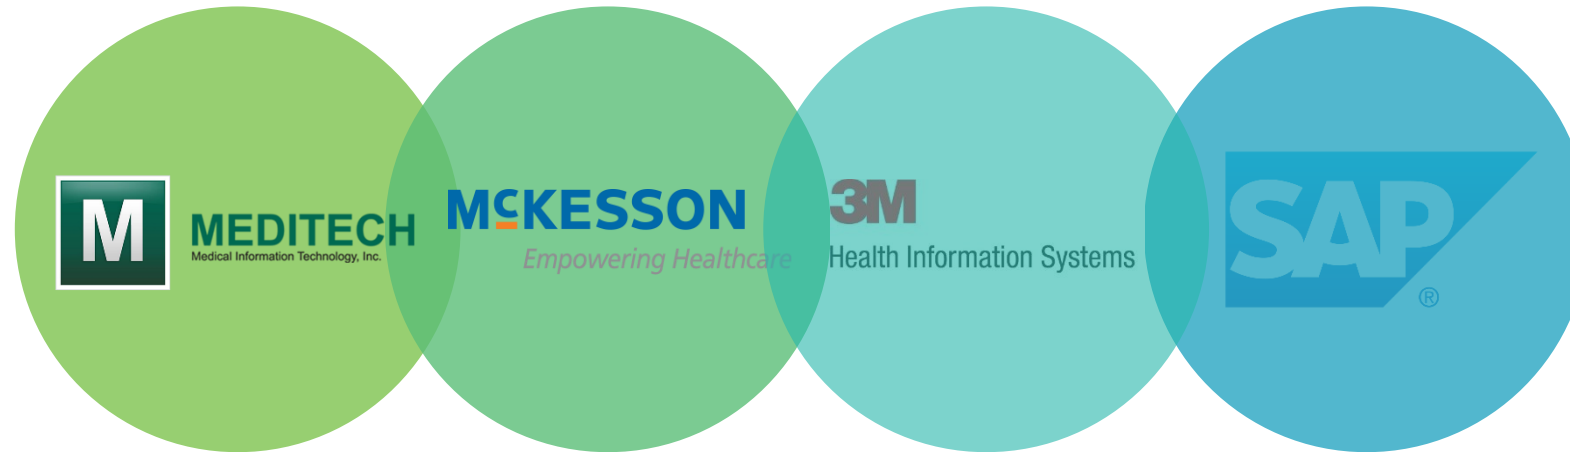 M
MEDITECH
Medical Information Technology, Inc.
MCKESSON
Empowering Healthcare
3M
Health Information Systems
SAP
®